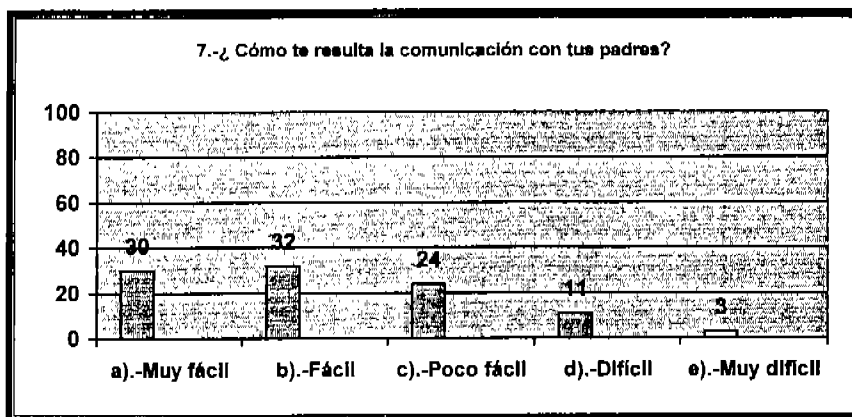 7.-¿ Cómo te resulta la comunicación con tus padres?
100
80
60
40
20
0
30
32
24
11
3
a).-Muy fácil
b).-Fácil
c).-Poco fácil
d).-Difícil
e).-Muy difícil